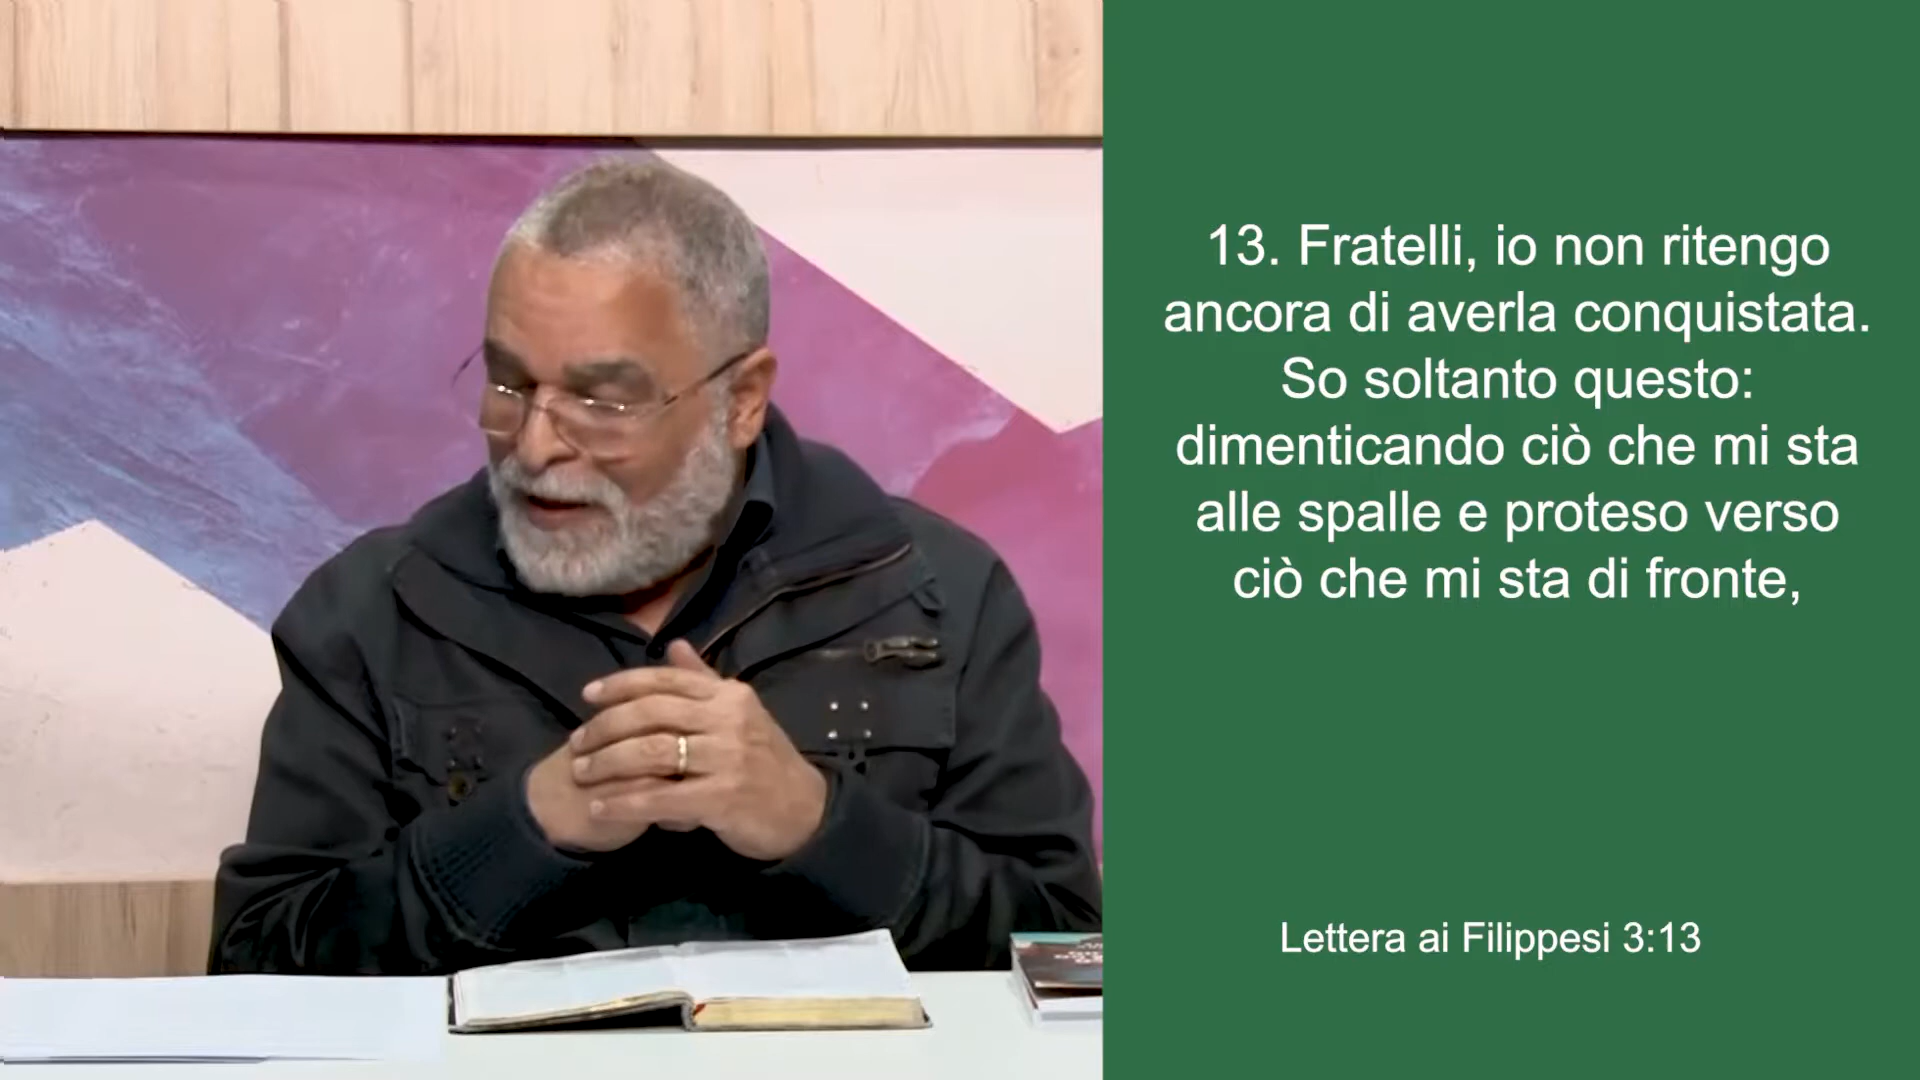 13. Fratelli, io non ritengo
ancora di averla conquistata.
So soltanto questo:
dimenticando ciò che mi sta
alle spalle e proteso verso
ciò che mi sta di fronte,
Lettera ai Filippesi 3:13